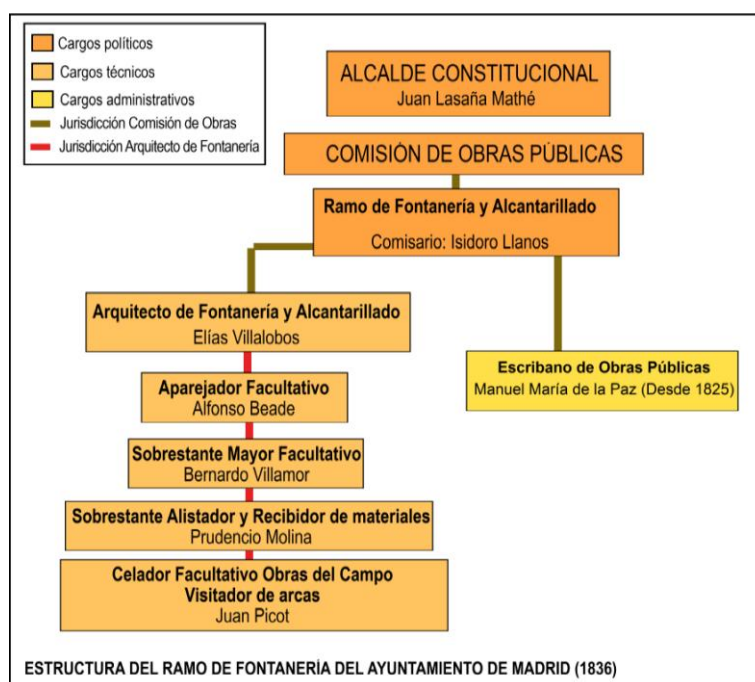 Cargos políticos
Cargos técnicos
Cargos administrativos
Jurisdicción Comisión de Obras
Jurisdicción Arquitecto de Fontanería
ALCALDE CONSTITUCIONAL
Juan Lasaña Mathé
COMISIÓN DE OBRAS PÚBLICAS
Ramo de Fontanería y Alcantarillado
Comisario: Isidoro Llanos
Arquitecto de Fontanería y Alcantarillado
Elías Villalobos
Escribano de Obras Públicas
Manuel María de la Paz (Desde 1825)
Aparejador Facultativo
Alfonso Beade
Sobrestante Mayor Facultativo
Bernardo Villamor
Sobrestante Alistador y Recibidor de materiales
Prudencio Molina
Celador Facultativo Obras del Campo
Visitador de arcas
Juan Picot
ESTRUCTURA DEL RAMO DE FONTANERÍA DEL AYUNTAMIENTO DE MADRID (1836)